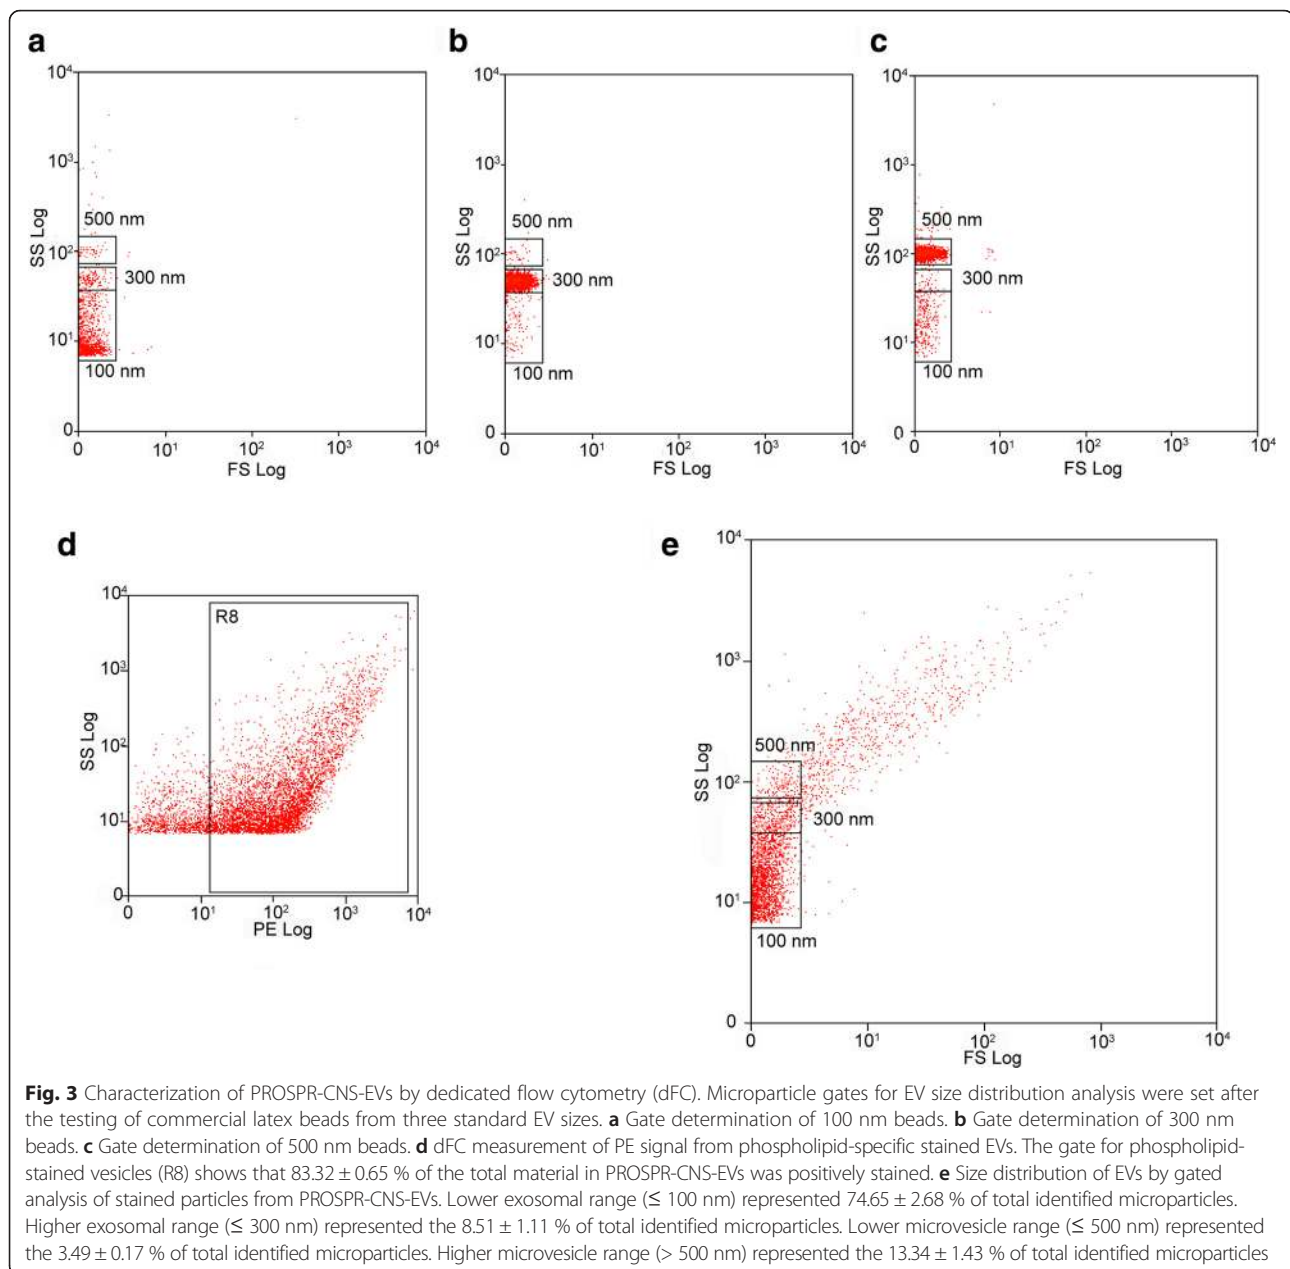 a
b
c
10⁴
10³
10²
10¹
0
SS Log
500 nm
300 nm
100 nm
0
10¹
10²
10³
10⁴
FS Log
10⁴
10³
10²
10¹
0
SS Log
500 nm
300 nm
100 nm
0
10¹
10²
10³
10⁴
FS Log
10⁴
10³
10²
10¹
0
SS Log
500 nm
300 nm
100 nm
0
10¹
10²
10³
10⁴
FS Log
d
10⁴
10³
10²
10¹
0
SS Log
R8
0
10¹
10²
10³
10⁴
PE Log
e
10⁴
10³
10²
10¹
0
SS Log
500 nm
300 nm
100 nm
0
10¹
10²
10³
10⁴
FS Log
Fig. 3 Characterization of PROSPR-CNS-EVs by dedicated flow cytometry (dFC). Microparticle gates for EV size distribution analysis were set after
the testing of commercial latex beads from three standard EV sizes. a Gate determination of 100 nm beads. b Gate determination of 300 nm
beads. c Gate determination of 500 nm beads. d dFC measurement of PE signal from phospholipid-specific stained EVs. The gate for phospholipid-
stained vesicles (R8) shows that 83.32 ± 0.65 % of the total material in PROSPR-CNS-EVs was positively stained. e Size distribution of EVs by gated
analysis of stained particles from PROSPR-CNS-EVs. Lower exosomal range (≤ 100 nm) represented 74.65 ± 2.68 % of total identified microparticles.
Higher exosomal range (≤ 300 nm) represented the 8.51 ± 1.11 % of total identified microparticles. Lower microvesicle range (≤ 500 nm) represented
the 3.49 ± 0.17 % of total identified microparticles. Higher microvesicle range (> 500 nm) represented the 13.34 ± 1.43 % of total identified microparticles